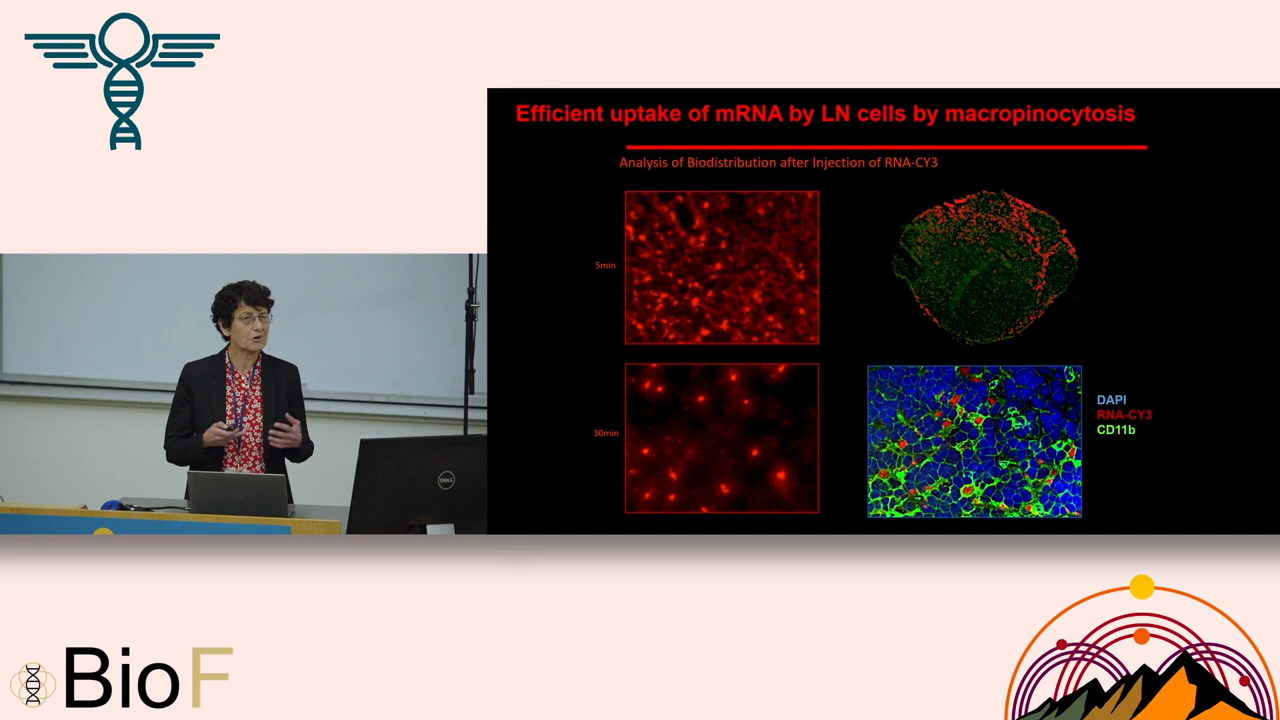 Efficient uptake of mRNA by LN cells by macropinocytosis
Analysis of Biodistribution after Injection of RNA-CY3
5min
30min
DAPI
RNA-CY3
CD11b
DELL
BioF